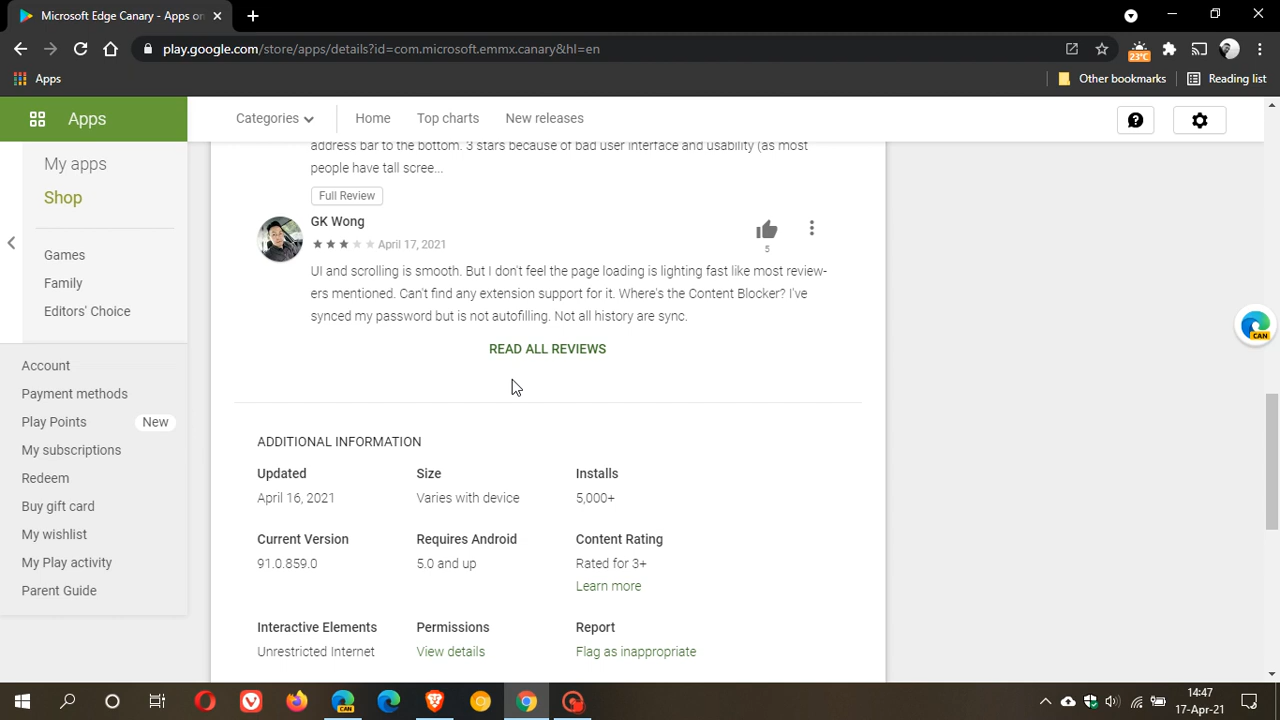 Microsoft Edge Canary - Apps on
play.google.com/store/apps/details?id=com.microsoft.emmx.canary&hl=en
23°C
Apps
Other bookmarks
Reading list
Apps
Categories
Home
Top charts
New releases
My apps
Shop
Games
Family
Editors' Choice
Account
Payment methods
Play Points
New
My subscriptions
Redeem
Buy gift card
My wishlist
My Play activity
Parent Guide
address bar to the bottom. 3 stars because of bad user interface and usability (as most
people have tall scree...
Full Review
GK Wong
April 17, 2021
5
UI and scrolling is smooth. But I don't feel the page loading is lighting fast like most review-
ers mentioned. Can't find any extension support for it. Where's the Content Blocker? I've
synced my password but is not autofilling. Not all history are sync.
READ ALL REVIEWS
CAN
ADDITIONAL INFORMATION
Updated
Size
Installs
April 16, 2021
Varies with device
5,000+
Current Version
Requires Android
Content Rating
91.0.859.0
5.0 and up
Rated for 3+
Learn more
Interactive Elements
Permissions
Report
Unrestricted Internet
View details
Flag as inappropriate
CAN
14:47
17-Apr-21